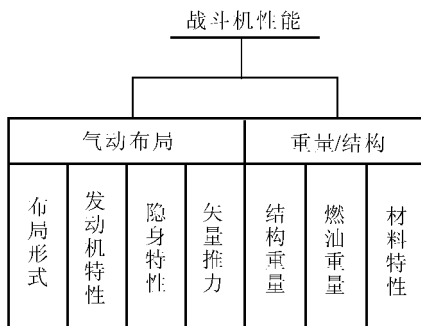 战斗机性能
气动布局
重量/结构
布局形式
发动机特性
隐身特性
矢量推力
结构重量
燃油重量
材料特性